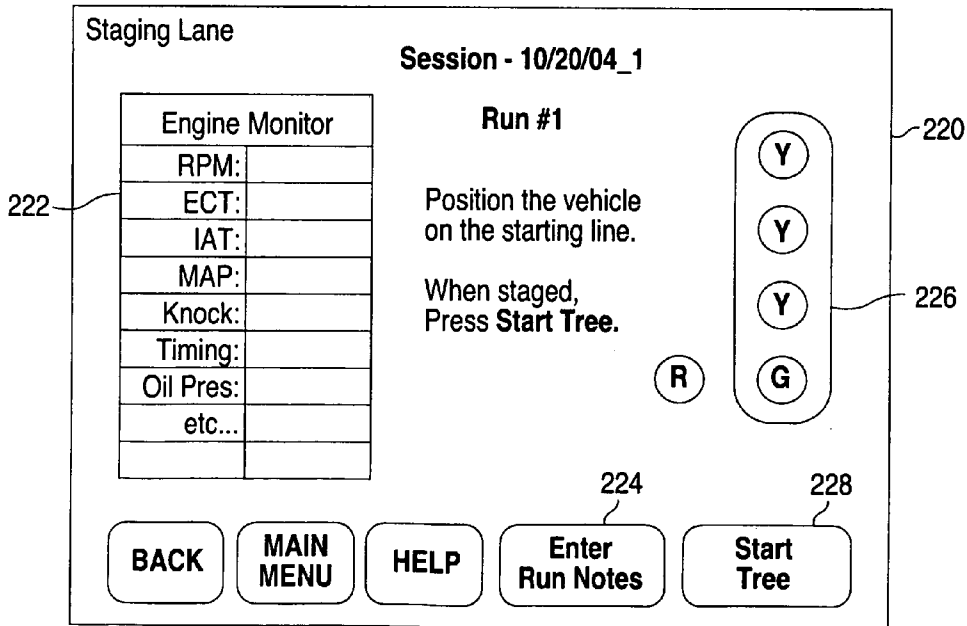 Staging Lane
Session - 10/20/04_1
Engine Monitor
RPM:
ECT:
IAT:
MAP:
Knock:
Timing:
Oil Pres:
etc...
222
Run #1
Position the vehicle
on the starting line.
When staged,
Press Start Tree.
Y
Y
Y
R
G
220
226
224
228
BACK
MAIN
MENU
HELP
Enter
Run Notes
Start
Tree